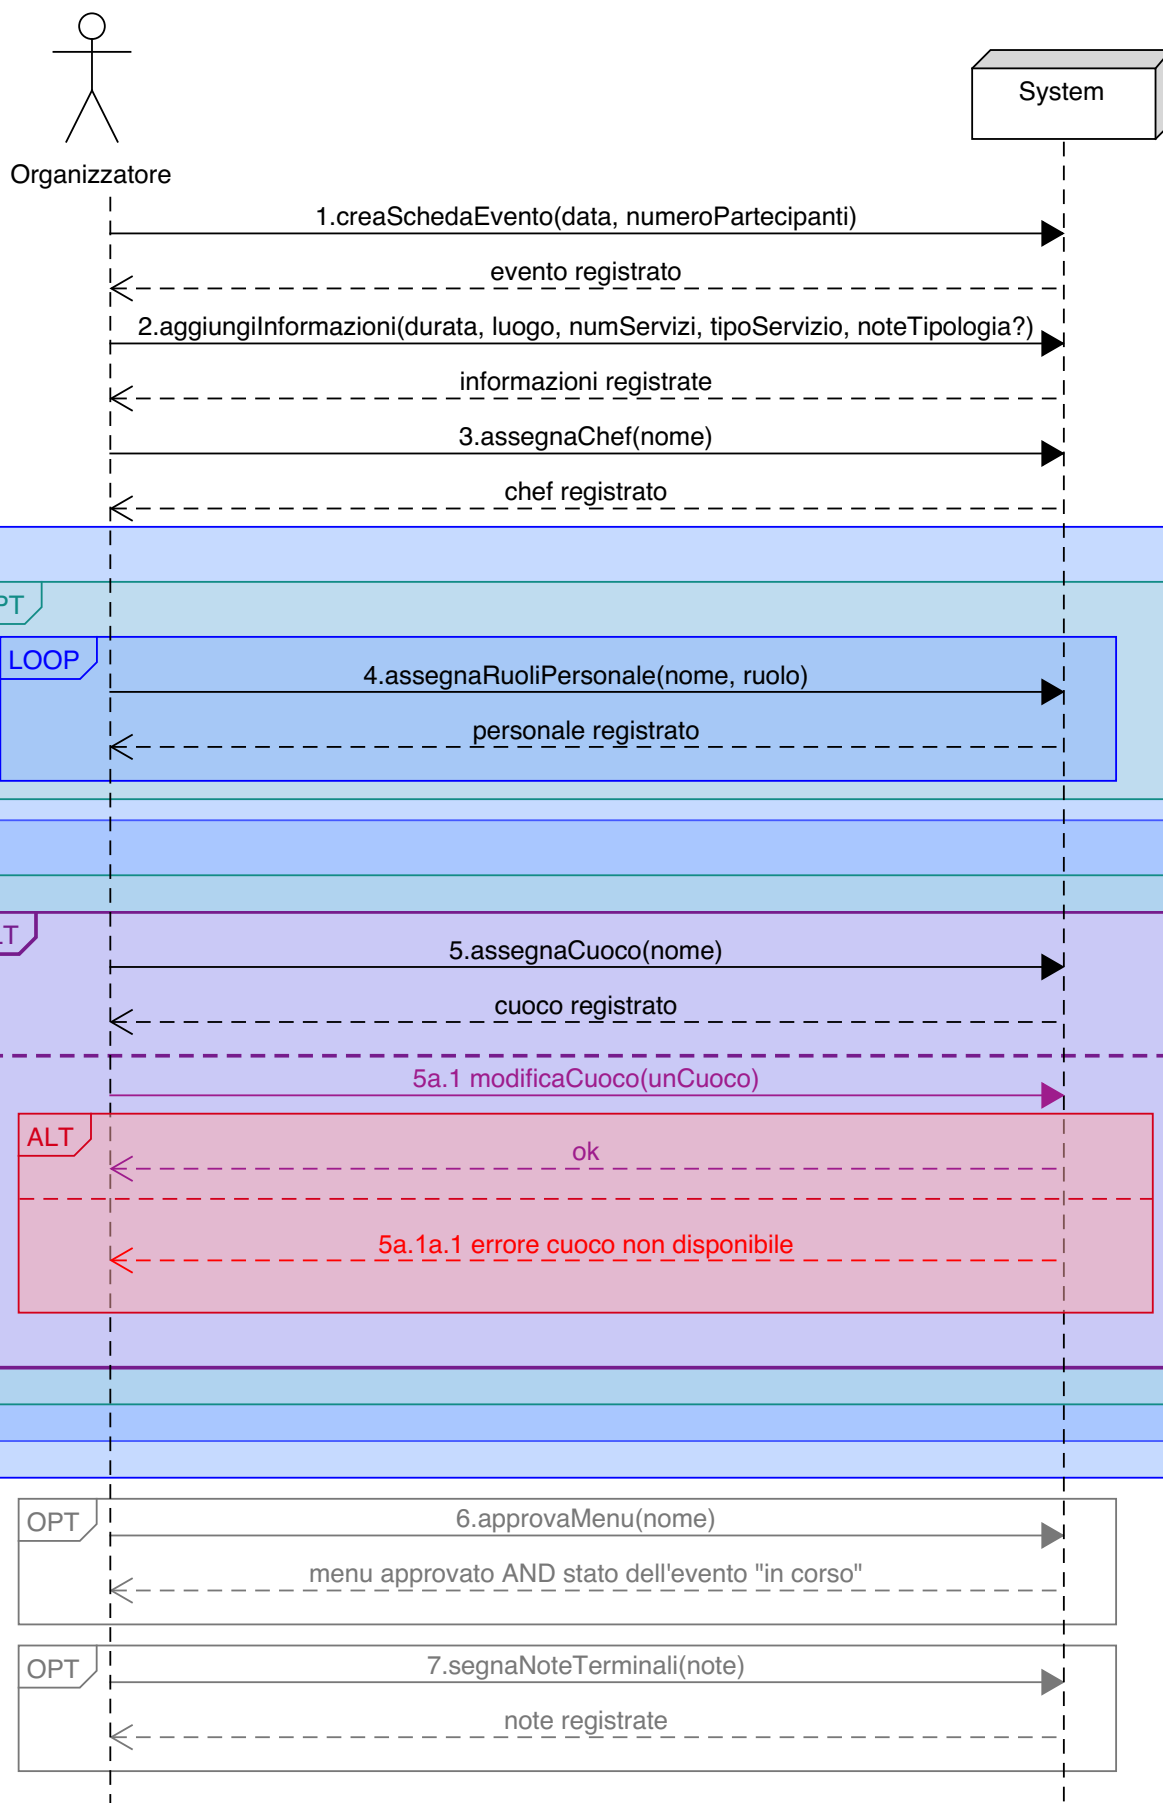 System
Organizzatore
1.creaSchedaEvento(data, numeroPartecipanti)
evento registrato
2.aggiungiInformazioni(durata, luogo, numServizi, tipoServizio, noteTipologia?)
informazioni registrate
3.assegnaChef(nome)
chef registrato
PT
LOOP
4.assegnaRuoliPersonale(nome, ruolo)
personale registrato
LT
5.assegnaCuoco(nome)
cuoco registrato
5a.1 modificaCuoco(unCuoco)
ALT
ok
5a.1a.1 errore cuoco non disponibile
OPT
6.approvaMenu(nome)
menu approvato AND stato dell'evento "in corso"
OPT
7.segnaNoteTerminali(note)
note registrate